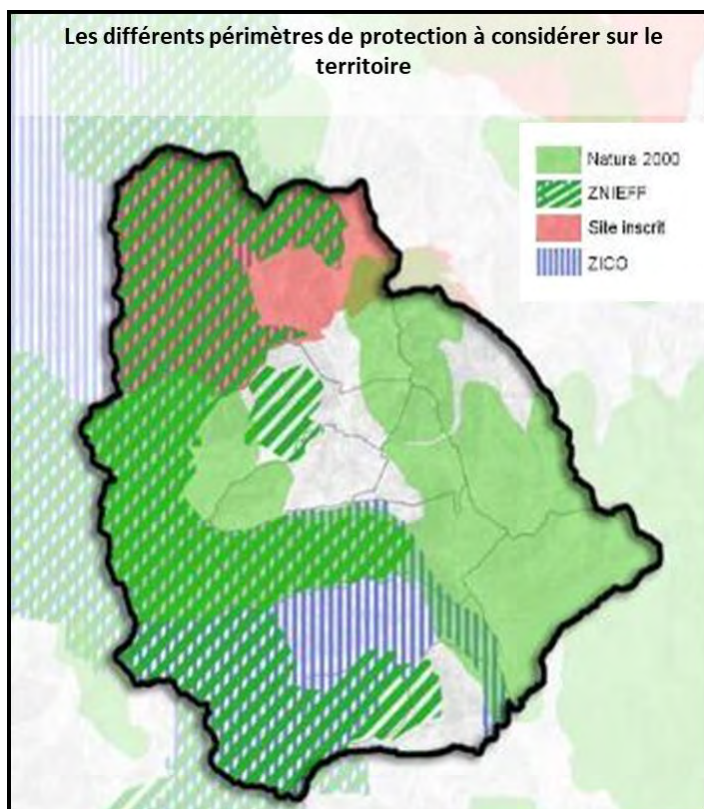 Les différents périmètres de protection à considérer sur le
territoire
Natura 2000
ZNIEFF
Site inscrit
ZICO